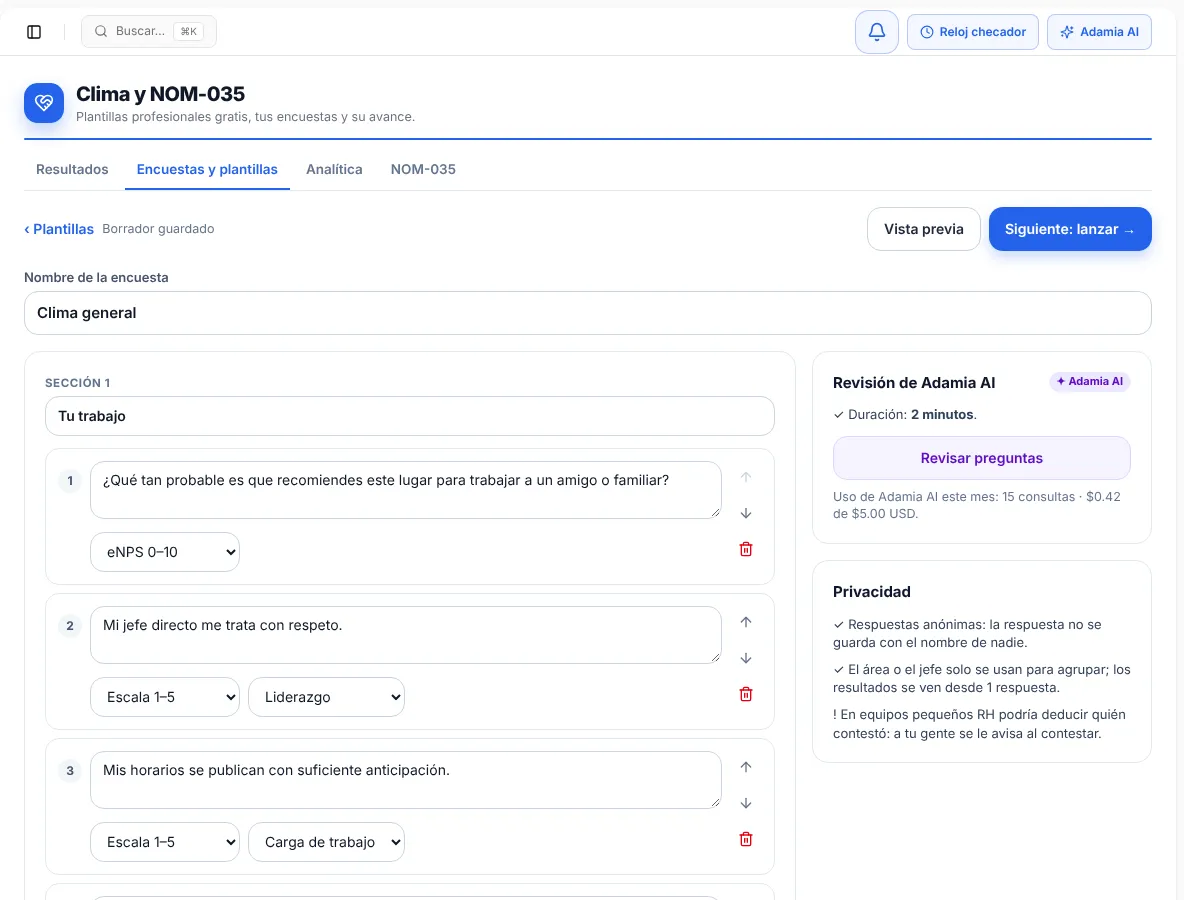 Buscar... ⌘K
Reloj checador
Adamia AI
Clima y NOM-035
Plantillas profesionales gratis, tus encuestas y su avance.
Resultados
Encuestas y plantillas
Analítica
NOM-035
‹ Plantillas
Borrador guardado
Vista previa
Siguiente: lanzar →
Nombre de la encuesta
Clima general
SECCIÓN 1
Tu trabajo
1
¿Qué tan probable es que recomiendes este lugar para trabajar a un amigo o familiar?
eNPS 0–10
2
Mi jefe directo me trata con respeto.
Escala 1–5
Liderazgo
3
Mis horarios se publican con suficiente anticipación.
Escala 1–5
Carga de trabajo
Revisión de Adamia AI
✦ Adamia AI
✓ Duración: 2 minutos.
Revisar preguntas
Uso de Adamia AI este mes: 15 consultas · $0.42
de $5.00 USD.
Privacidad
✓ Respuestas anónimas: la respuesta no se
guarda con el nombre de nadie.
✓ El área o el jefe solo se usan para agrupar; los
resultados se ven desde 1 respuesta.
! En equipos pequeños RH podría deducir quién
contestó: a tu gente se le avisa al contestar.